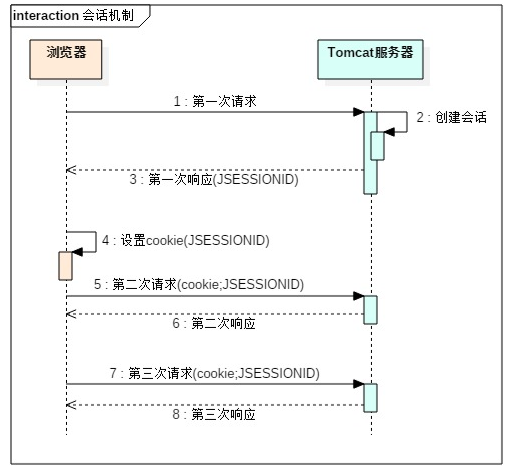 interaction 会话机制
浏览器
Tomcat服务器
1 : 第一次请求
2 : 创建会话
3 : 第一次响应(JSESSIONID)
4 : 设置cookie(JSESSIONID)
5 : 第二次请求(cookie;JSESSIONID)
6 : 第二次响应
7 : 第三次请求(cookie;JSESSIONID)
8 : 第三次响应